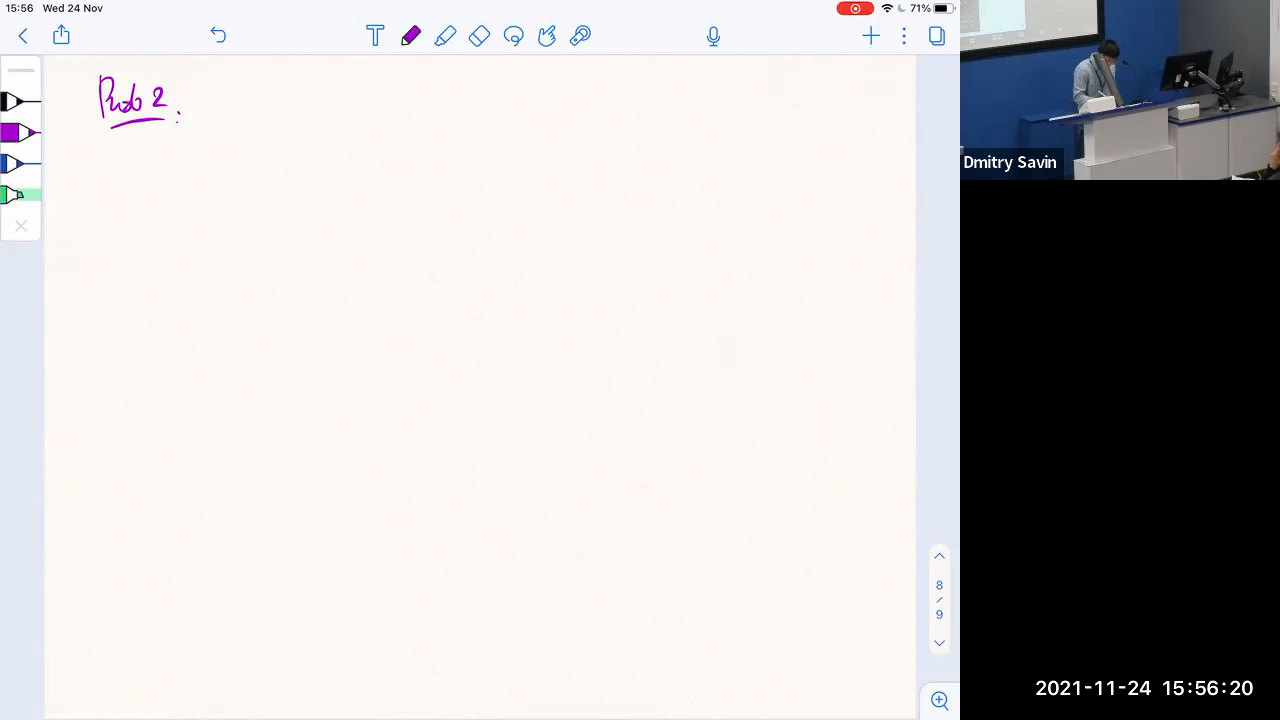 15:56 Wed 24 Nov
71%
Prob 2:
Dmitry Savin
8
/
9
2021-11-24 15:56:20